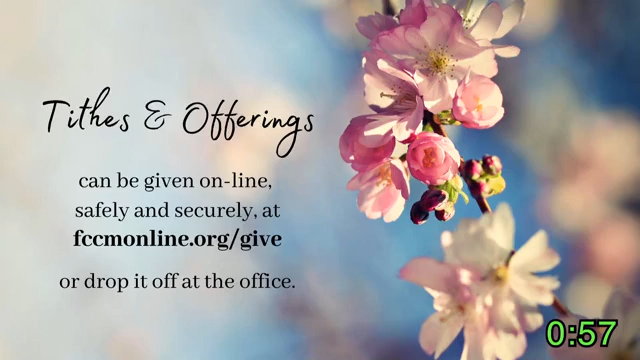 Tithes & Offerings
can be given on-line,
safely and securely, at
fccmonline.org/give
or drop it off at the office.
0:57